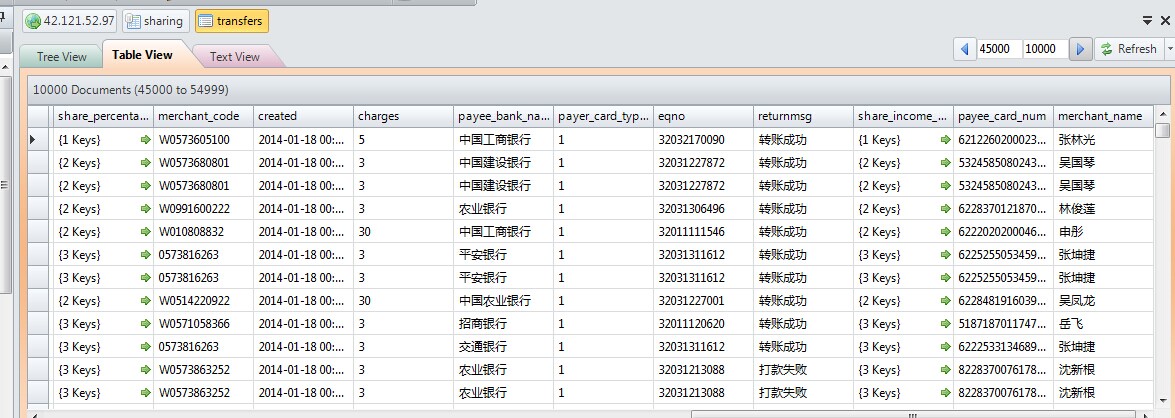 42.121.52.97 sharing transfers
Tree View Table View Text View 45000 10000 Refresh
10000 Documents (45000 to 54999)
share_percenta... merchant_code created charges payee_bank_na... payer_card_typ... eqno returnmsg share_income_... payee_card_num merchant_name
{1 Keys} W0573605100 2014-01-18 00:... 5 中国工商银行 1 32032170090 转账成功 {1 Keys} 6212260200023... 张林光
{2 Keys} W0573680801 2014-01-18 00:... 3 中国建设银行 1 32031227872 转账成功 {2 Keys} 5324585080243... 吴国琴
{2 Keys} W0573680801 2014-01-18 00:... 3 中国建设银行 1 32031227872 转账成功 {2 Keys} 5324585080243... 吴国琴
{2 Keys} W0991600222 2014-01-18 00:... 3 农业银行 1 32031306496 转账成功 {2 Keys} 6228370121870... 林俊莲
{2 Keys} W010808832 2014-01-18 00:... 30 中国工商银行 1 32011111546 转账成功 {2 Keys} 6222020200046... 申彤
{3 Keys} 0573816263 2014-01-18 00:... 3 平安银行 1 32031311612 转账成功 {3 Keys} 6225255053459... 张坤捷
{3 Keys} 0573816263 2014-01-18 00:... 3 平安银行 1 32031311612 转账成功 {3 Keys} 6225255053459... 张坤捷
{2 Keys} W0514220922 2014-01-18 00:... 30 中国农业银行 1 32031227001 转账成功 {2 Keys} 6228481916039... 吴凤龙
{3 Keys} W0571058366 2014-01-18 00:... 3 招商银行 1 32011120620 转账成功 {3 Keys} 5187187011747... 岳飞
{3 Keys} 0573816263 2014-01-18 00:... 3 交通银行 1 32031311612 转账成功 {3 Keys} 6222533134689... 张坤捷
{3 Keys} W0573863252 2014-01-18 00:... 3 农业银行 1 32031213088 打款失败 {3 Keys} 8228370076178... 沈新根
{3 Keys} W0573863252 2014-01-18 00:... 3 农业银行 1 32031213088 打款失败 {3 Keys} 8228370076178... 沈新根